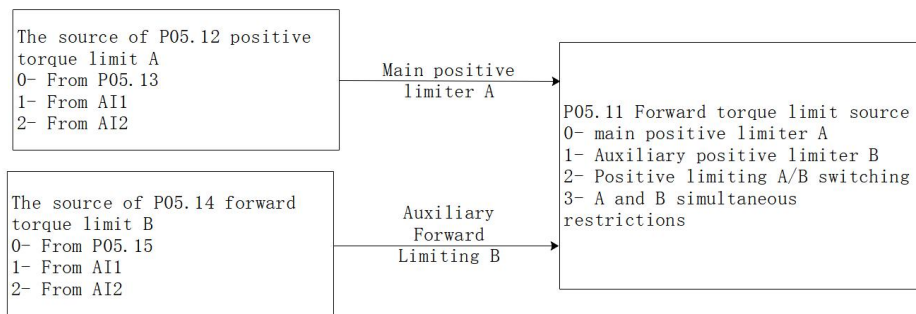 The source of P05.12 positive
torque limit A
0- From P05.13
1- From AI1
2- From AI2
Main positive
limiter A
The source of P05.14 forward
torque limit B
0- From P05.15
1- From AI1
2- From AI2
Auxiliary
Forward
Limiting B
P05.11 Forward torque limit source
0- main positive limiter A
1- Auxiliary positive limiter B
2- Positive limiting A/B switching
3- A and B simultaneous
restrictions